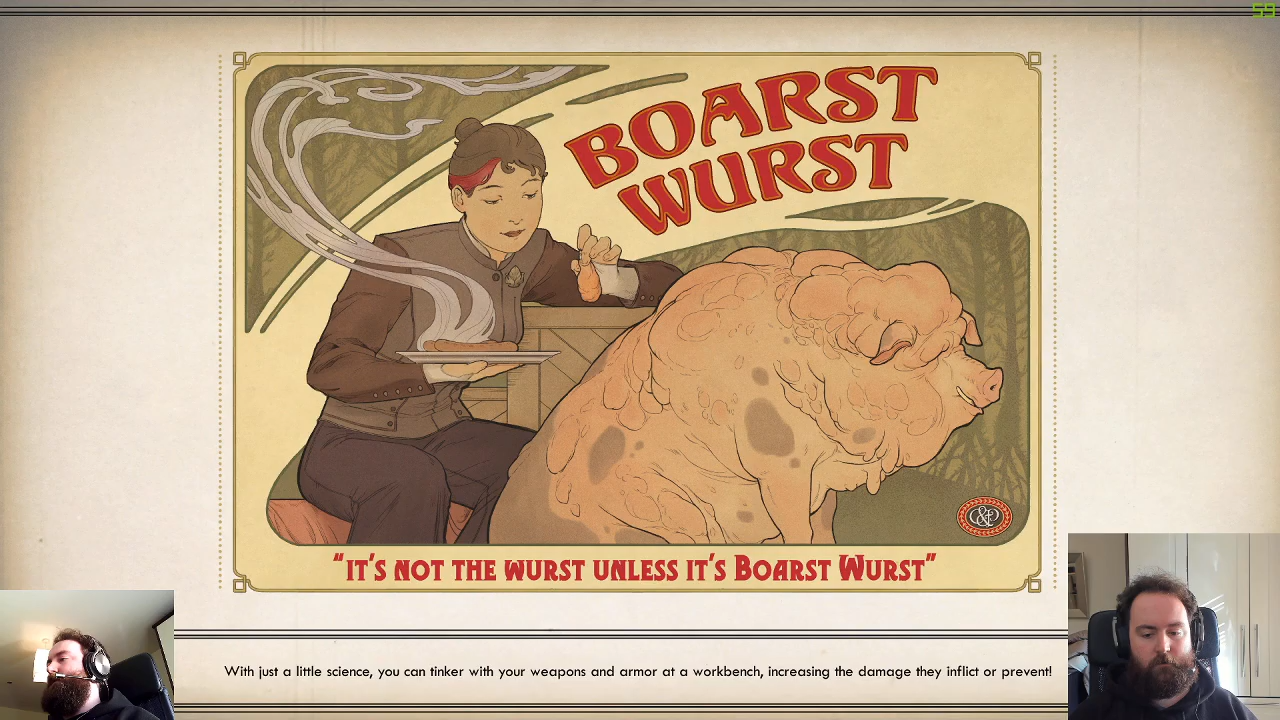 59
BOARST
WURST
C&P
"IT'S NOT THE WURST UNLESS IT'S BOARST WURST"
With just a little science, you can tinker with your weapons and armor at a workbench, increasing the damage they inflict or prevent!